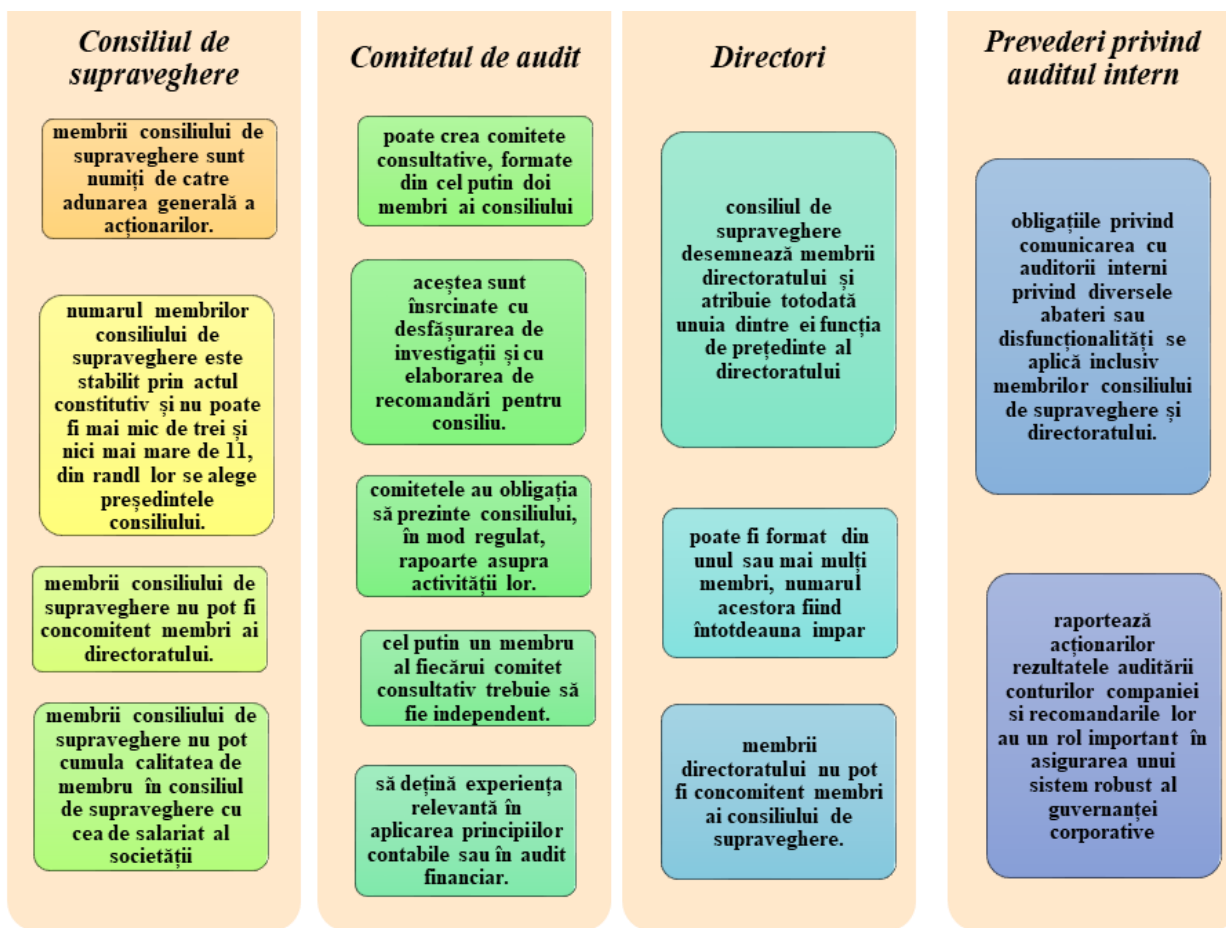 Consiliul de
supraveghere
membrii consiliului de
supraveghere sunt
numiți de catre
adunarea generală a
acționarilor.
numarul membrilor
consiliului de
supraveghere este
stabilit prin actul
constitutiv și nu poate
fi mai mic de trei și
nici mai mare de 11,
din randl lor se alege
președintele
consiliului.
membrii consiliului de
supraveghere nu pot fi
concomitent membri ai
directoratului.
membrii consiliului de
supraveghere nu pot
cumula calitatea de
membru în consiliul
de supraveghere cu
cea de salariat al
societății
Comitetul de audit
poate crea comitete
consultative, formate
din cel putin doi
membri ai consiliului
aceștea sunt
însrcinate cu
desfășurarea de
investigații și cu
elaborarea de
recomandări pentru
consiliu.
comitetele au obligația
să prezinte consiliului,
în mod regulat,
rapoarte asupra
activității lor.
cel putin un membru
al fiecărui comitet
consultativ trebuie să
fie independent.
să dețină experiența
relevantă în
aplicarea principiilor
contabile sau în audit
financiar.
Directori
consiliul de
supraveghere
desemnează membrii
directoratului și
atribuie totodată
unuia dintre ei funcția
de prețedinte al
directoratului
poate fi format din
unul sau mai mulți
membri, numarul
acestora fiind
întotdeauna impar
membrii
directoratului nu pot
fi concomitent membri
ai consiliului de
supraveghere.
Prevederi privind
auditul intern
obligațiile privind
comunicarea cu
auditorii interni
privind diversele
abateri sau
disfuncționalități se
aplică inclusiv
membrilor consiliului
de supraveghere și
directoratului.
raportează
acționarilor
rezultatele auditării
conturilor companiei
si recomandarile lor
au un rol important în
asigurarea unui
sistem robust al
guvernanței
corporative